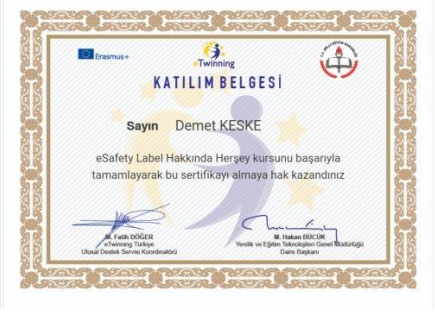 Erasmus+
eTwinning
KATILIM BELGESİ
Sayın Demet KESKE
eSafety Label Hakkında Herşey kursunu başarıyla
tamamlayarak bu sertifikayı almaya hak kazandınız
M. Fatih DÖĞER
eTwinning Türkiye
Ulusal Destek Servisi Koordinatörü
M. Hakan BÜCÜK
Yenilik ve Eğitim Teknolojileri Genel Müdürlüğü
Daire Başkanı